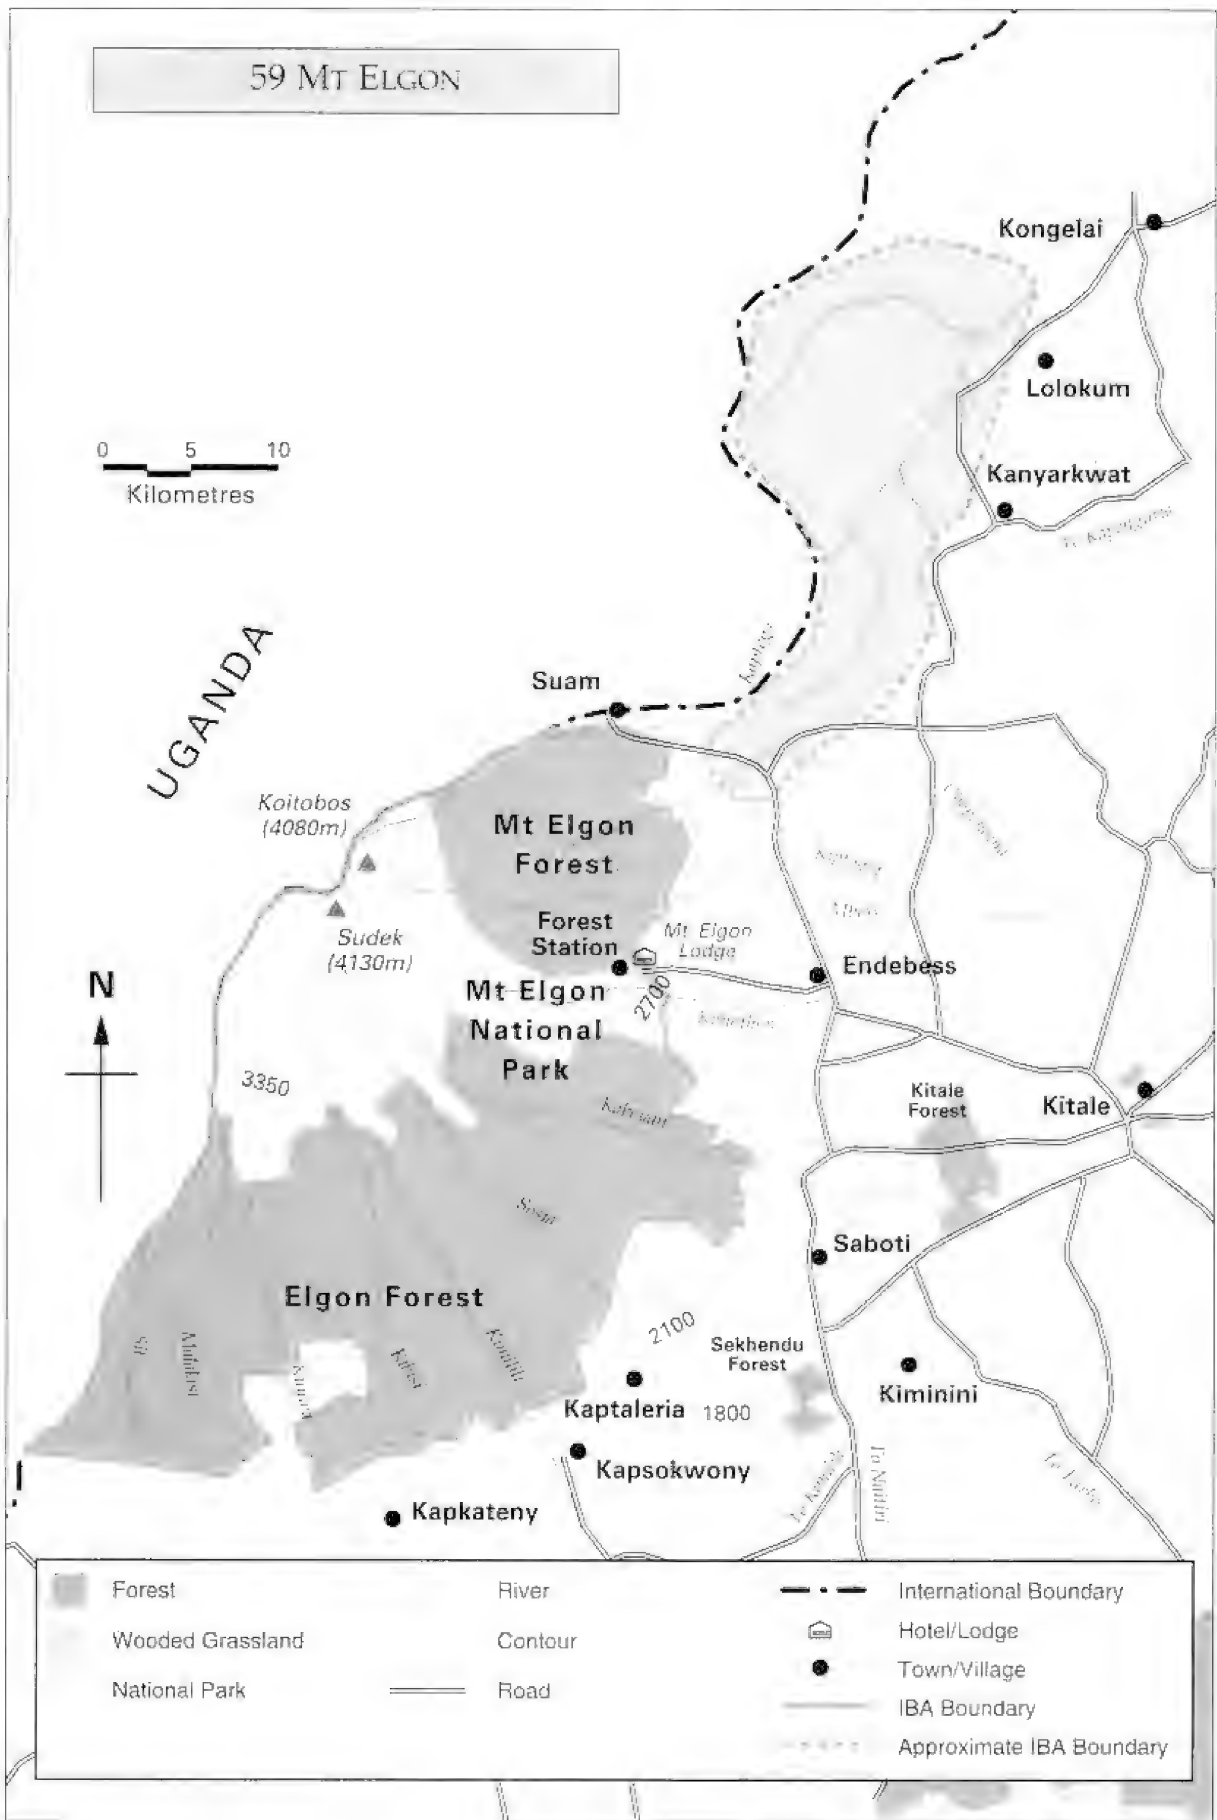 59 MT ELGON
Kongelai
Lolokum
0 5 10
Kilometres
Kanyarkwat
UGANDA
Suam
Koitobos
(4080m)
Mt Elgon
Forest
Sudek
(4130m)
Forest
Station
Mt Elgon
Lodge
Endebess
N
Mt Elgon
National
Park
2700
3350
Kitale
Forest
Kitale
Sosio
Saboti
Elgon Forest
2100
Sekhendu
Forest
Kaptaleria
1800
Kiminini
Kapsokwony
Kapkateny
Forest
Wooded Grassland
National Park
River
Contour
Road
International Boundary
Hotel/Lodge
Town/Village
IBA Boundary
Approximate IBA Boundary